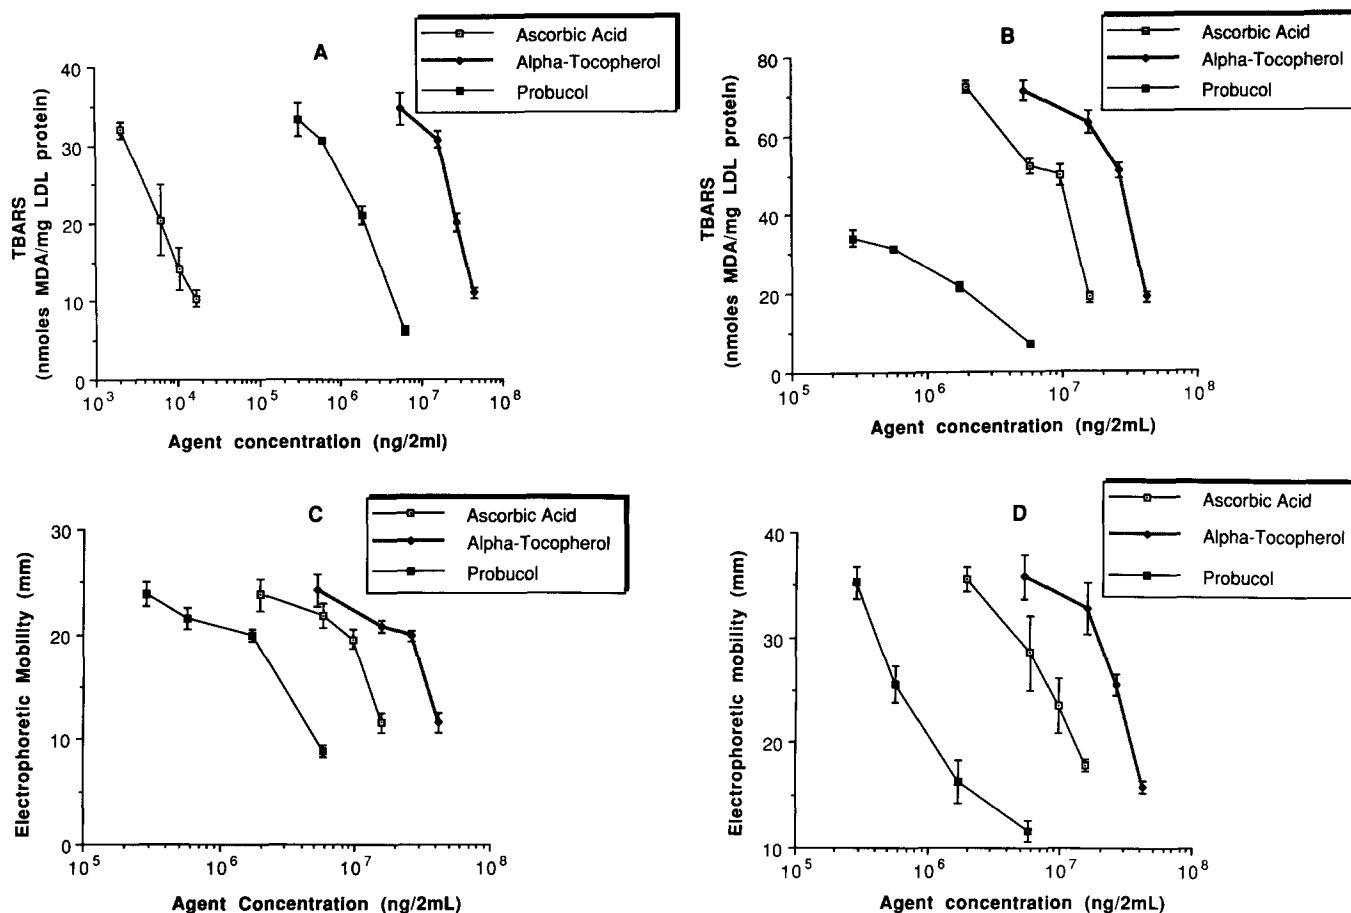 A
Ascorbic Acid
Alpha-Tocopherol
Probucol
TBARS
(nmoles MDA/mg LDL protein)
40
30
20
10
0
10^3
10^4
10^5
10^6
10^7
10^8
Agent concentration (ng/2ml)
B
Ascorbic Acid
Alpha-Tocopherol
Probucol
TBARS
(nmoles MDA/mg LDL protein)
80
60
40
20
0
10^5
10^6
10^7
10^8
Agent concentration (ng/2mL)
C
Ascorbic Acid
Alpha-Tocopherol
Probucol
Electrophoretic Mobility (mm)
30
20
10
0
10^5
10^6
10^7
10^8
Agent Concentration (ng/2mL)
D
Ascorbic Acid
Alpha-Tocopherol
Probucol
Electrophoretic mobility (mm)
40
30
20
10
10^5
10^6
10^7
10^8
Agent concentration (ng/2mL)